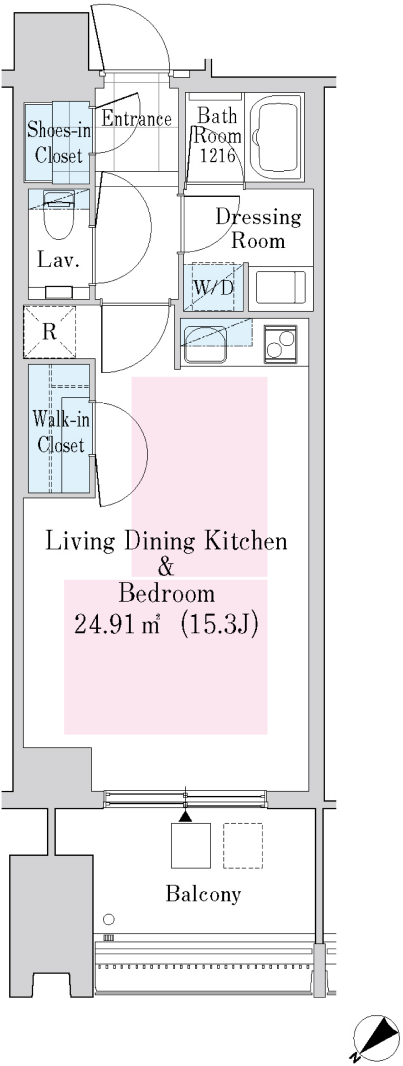 Entrance
Shoes-in
Closet
Bath
Room
1216
Dressing
Room
Lav.
W/D
R
Walk-in
Closet
Living Dining Kitchen
&
Bedroom
24.91㎡ (15.3J)
Balcony
N